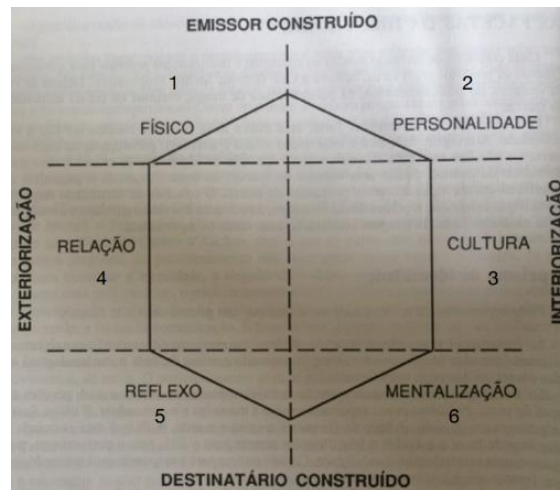 EMISSOR CONSTRUÍDO
1
2
FÍSICO
PERSONALIDADE
EXTERIORIZAÇÃO
RELAÇÃO
4
CULTURA
3
INTERIORIZAÇÃO
REFLEXO
5
MENTALIZAÇÃO
6
DESTINATÁRIO CONSTRUÍDO